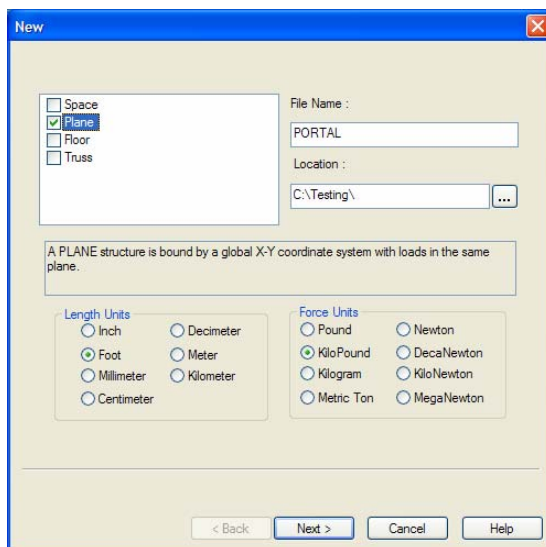 New
Space
Plane
Floor
Truss
File Name :
PORTAL
Location :
C:\Testing\
...
A PLANE structure is bound by a global X-Y coordinate system with loads in the same
plane.
Length Units
Inch
Decimeter
Foot
Meter
Millimeter
Kilometer
Centimeter
Force Units
Pound
Newton
KiloPound
DecaNewton
Kilogram
KiloNewton
Metric Ton
MegaNewton
< Back
Next >
Cancel
Help